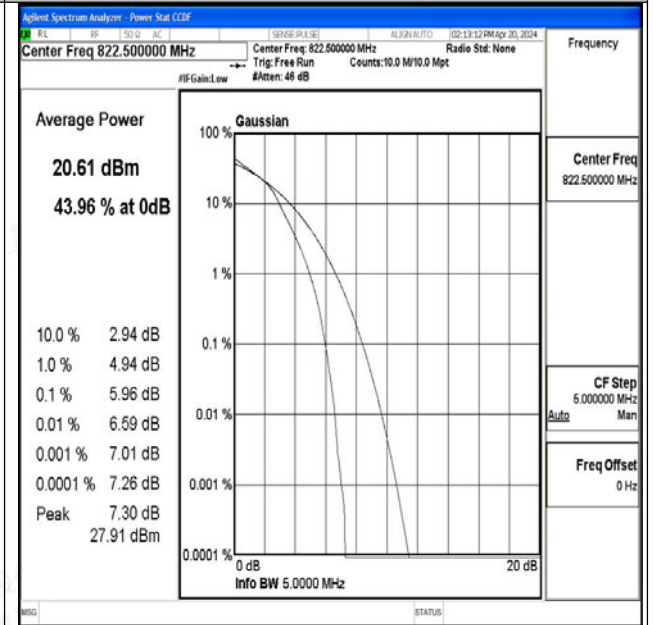 Agilent Spectrum Analyzer - Power Stat CCDF
RL RF 50 Ω AC SENSE:PULSE ALIGN AUTO 02:13:12 PM Apr 20, 2024
Center Freq 822.500000 MHz
Center Freq: 822.500000 MHz Radio Std: None
Trig: Free Run Counts:10.0 M/10.0 Mpt
#IFGain:Low #Atten: 46 dB
Frequency
Average Power
20.61 dBm
43.96 % at 0dB
10.0 % 2.94 dB
1.0 % 4.94 dB
0.1 % 5.96 dB
0.01 % 6.59 dB
0.001 % 7.01 dB
0.0001 % 7.26 dB
Peak 7.30 dB
27.91 dBm
Gaussian
100 %
10 %
1 %
0.1 %
0.01 %
0.001 %
0.0001 %
0 dB 20 dB
Info BW 5.0000 MHz
Center Freq
822.500000 MHz
CF Step
5.000000 MHz
Auto Man
Freq Offset
0 Hz
MSG STATUS